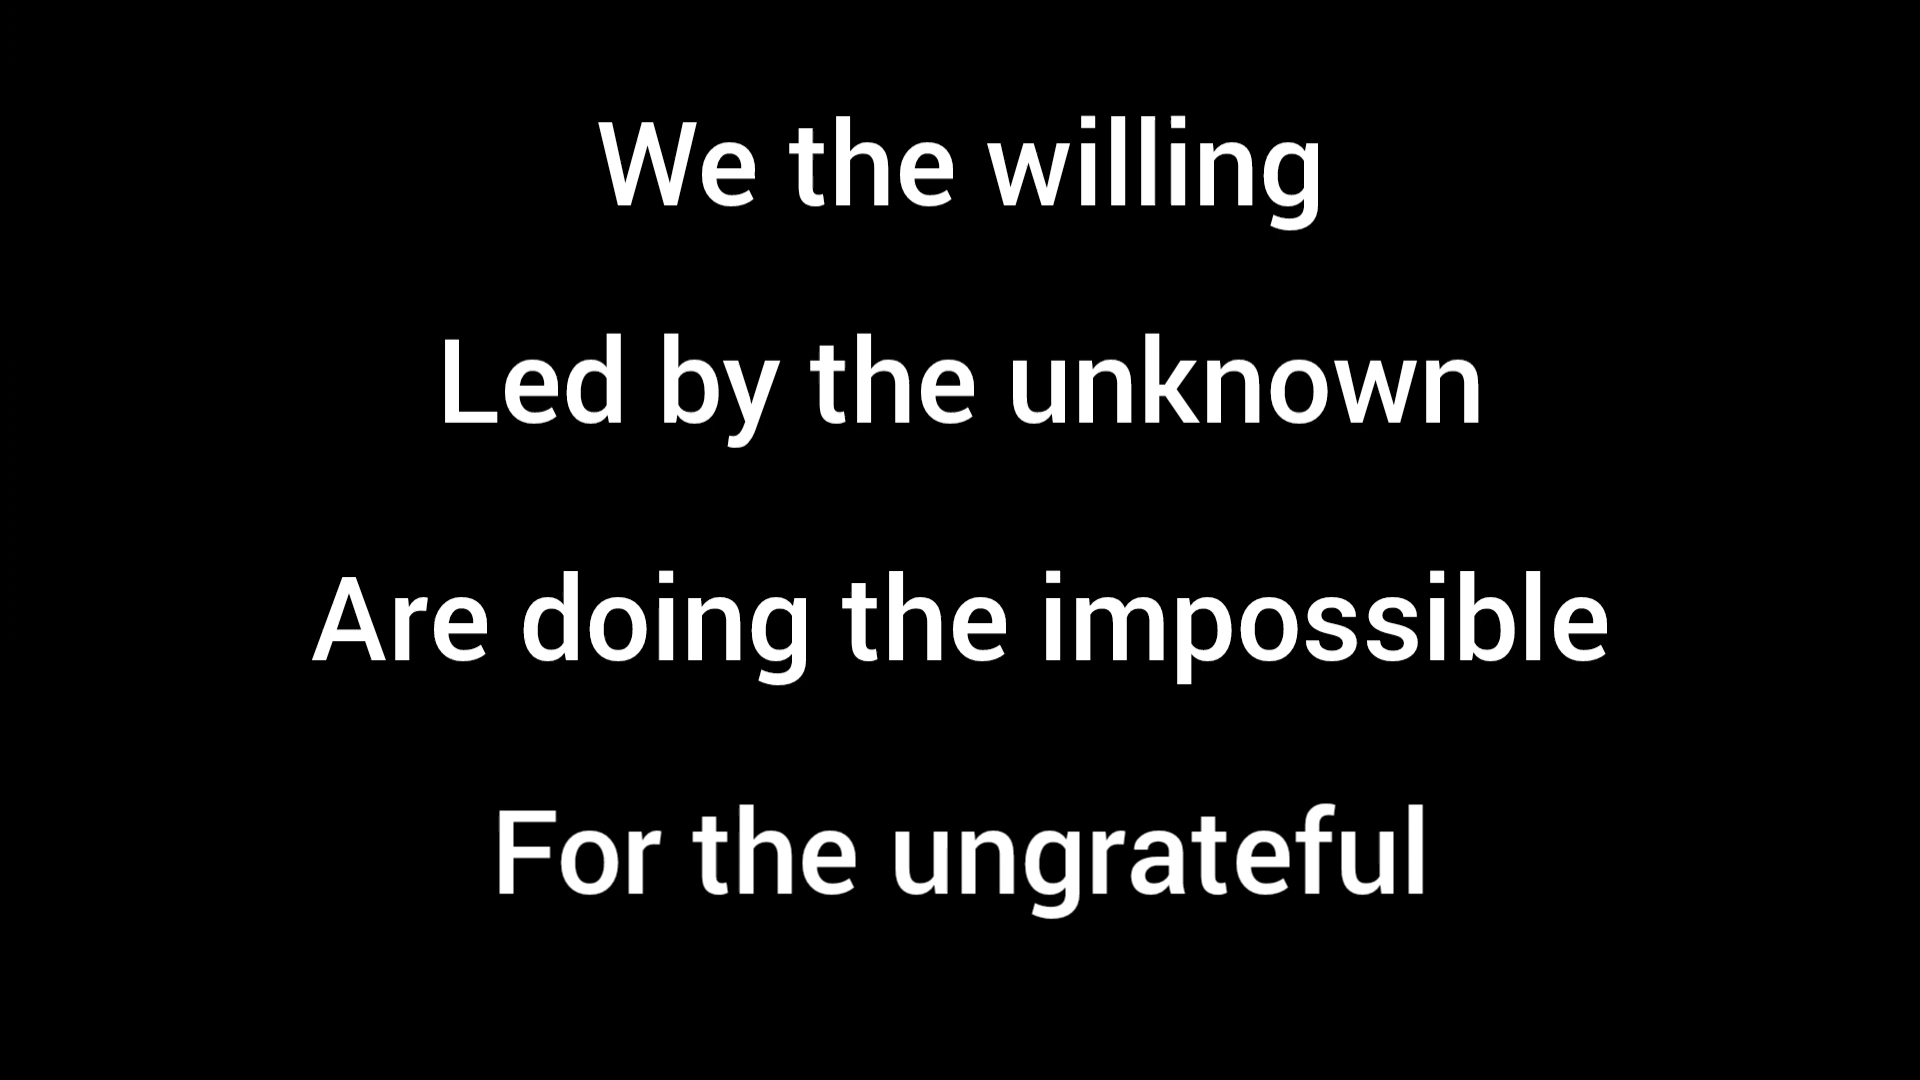 We the willing
Led by the unknown
Are doing the impossible
For the ungrateful